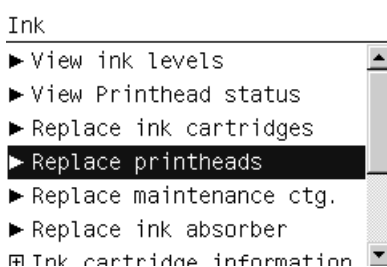 Ink
View ink levels
View Printhead status
Replace ink cartridges
Replace printheads
Replace maintenance ctg.
Replace ink absorber
Ink cartridge information